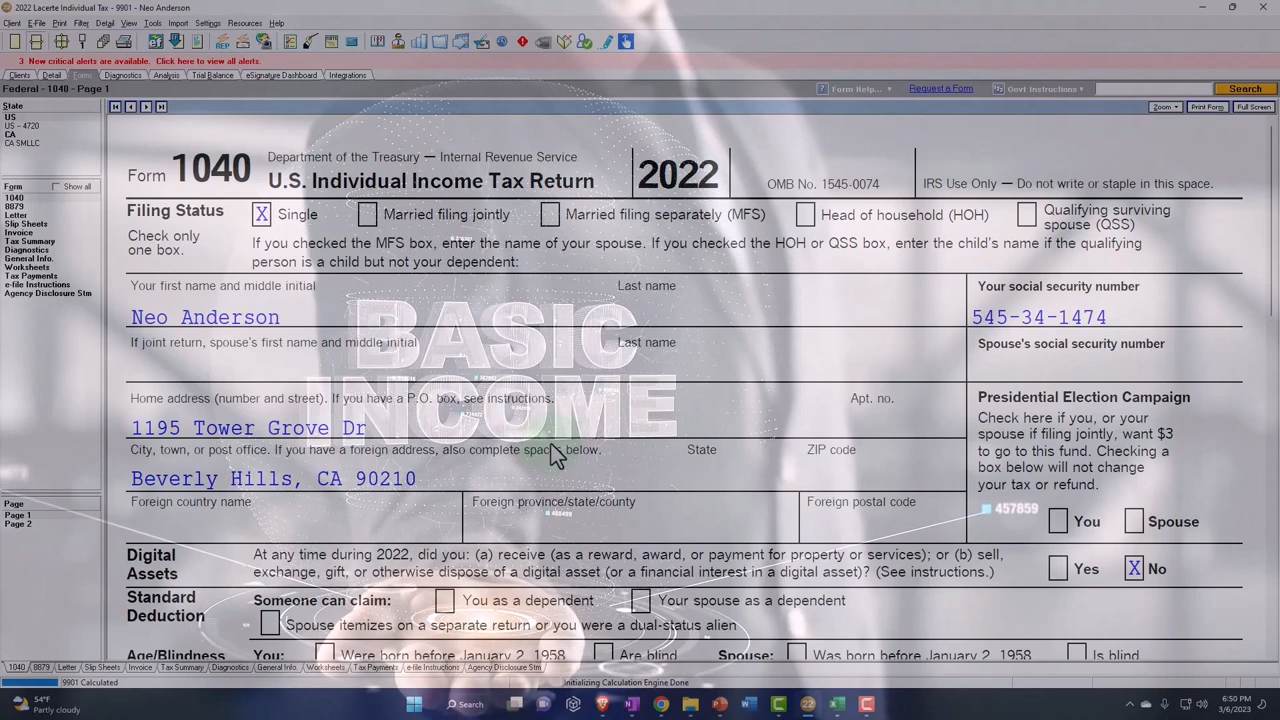 2022 Lacerte Individual Tax - 9901 - Neo Anderson
Client E-File Print Filter Detail View Tools Import Settings Resources Help
3 New critical alerts are available. Click here to view all alerts.
Clients Detail Forms Diagnostics Analysis Trial Balance eSignature Dashboard Integrations
Federal - 1040 - Page 1
Form Help... Request a Form Govt Instructions Search
State
US
US - 4720
CA
CA SMLLC
Zoom Print Form Full Screen
Form Show all
1040
8879
Letter
Slip Sheets
Invoice
Tax Summary
Diagnostics
General Info.
Worksheets
Tax Payments
e-file Instructions
Agency Disclosure Stm
Page
Page 1
Page 2
Form 1040 Department of the Treasury — Internal Revenue Service
U.S. Individual Income Tax Return 2022 OMB No. 1545-0074 IRS Use Only — Do not write or staple in this space.
Filing Status X Single Married filing jointly Married filing separately (MFS) Head of household (HOH) Qualifying surviving
spouse (QSS)
Check only
one box.
If you checked the MFS box, enter the name of your spouse. If you checked the HOH or QSS box, enter the child's name if the qualifying
person is a child but not your dependent:
Your first name and middle initial Last name Your social security number
Neo Anderson 545-34-1474
If joint return, spouse's first name and middle initial Last name Spouse's social security number
BASIC
INCOME
Home address (number and street). If you have a P.O. box, see instructions. Apt. no.
1195 Tower Grove Dr
City, town, or post office. If you have a foreign address, also complete spaces below. State ZIP code
Beverly Hills, CA 90210
Foreign country name Foreign province/state/county Foreign postal code
Presidential Election Campaign
Check here if you, or your
spouse if filing jointly, want $3
to go to this fund. Checking a
box below will not change
your tax or refund.
457859
You Spouse
Digital
Assets
At any time during 2022, did you: (a) receive (as a reward, award, or payment for property or services); or (b) sell,
exchange, gift, or otherwise dispose of a digital asset (or a financial interest in a digital asset)? (See instructions.) Yes X No
Standard
Deduction
Someone can claim: You as a dependent Your spouse as a dependent
Spouse itemizes on a separate return or you were a dual-status alien
Age/Blindness You: Were born before January 2, 1958 Are blind Spouse: Was born before January 2, 1958 Is blind
1040 8879 Letter Slip Sheets Invoice Tax Summary Diagnostics General Info. Worksheets Tax Payments e-file Instructions Agency Disclosure Stm
9901 Calculated Initializing Calculation Engine Done
54°F
Partly cloudy
Search
6:50 PM
3/6/2023